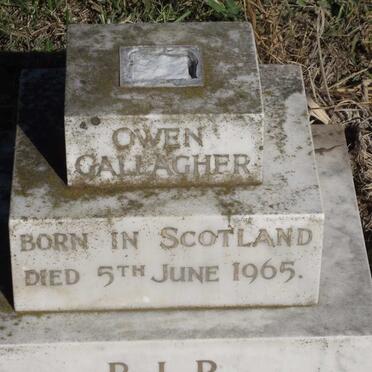 OWEN
GALLAGHER
BORN IN SCOTLAND
DIED 5TH JUNE 1965.
R.I.P.